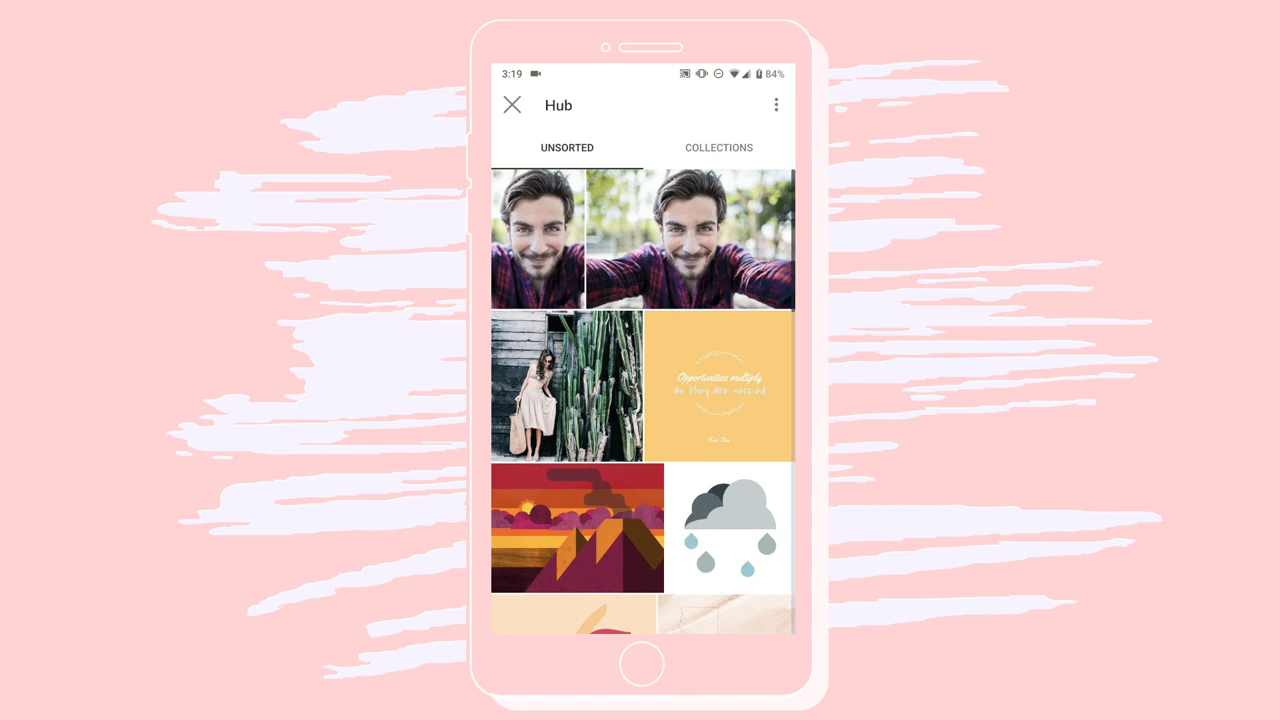 3:19
84%
Hub
UNSORTED
COLLECTIONS
Opportunities multiply
as they are seized